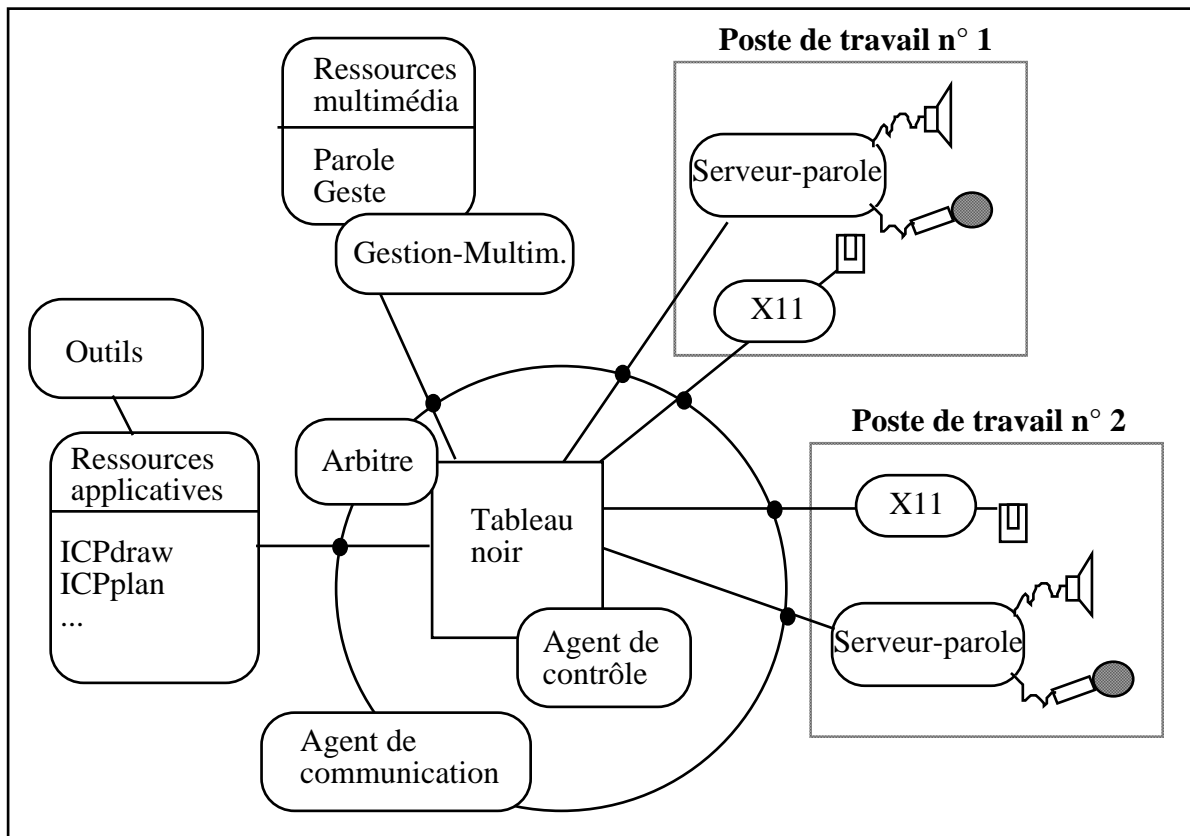 Poste de travail n° 1
Ressources
multimédia
Parole
Geste
Gestion-Multim.
Serveur-parole
X11
Outils
Ressources
applicatives
ICPdraw
ICPplan
...
Arbitre
Tableau
noir
Agent de
contrôle
Agent de
communication
Poste de travail n° 2
X11
Serveur-parole